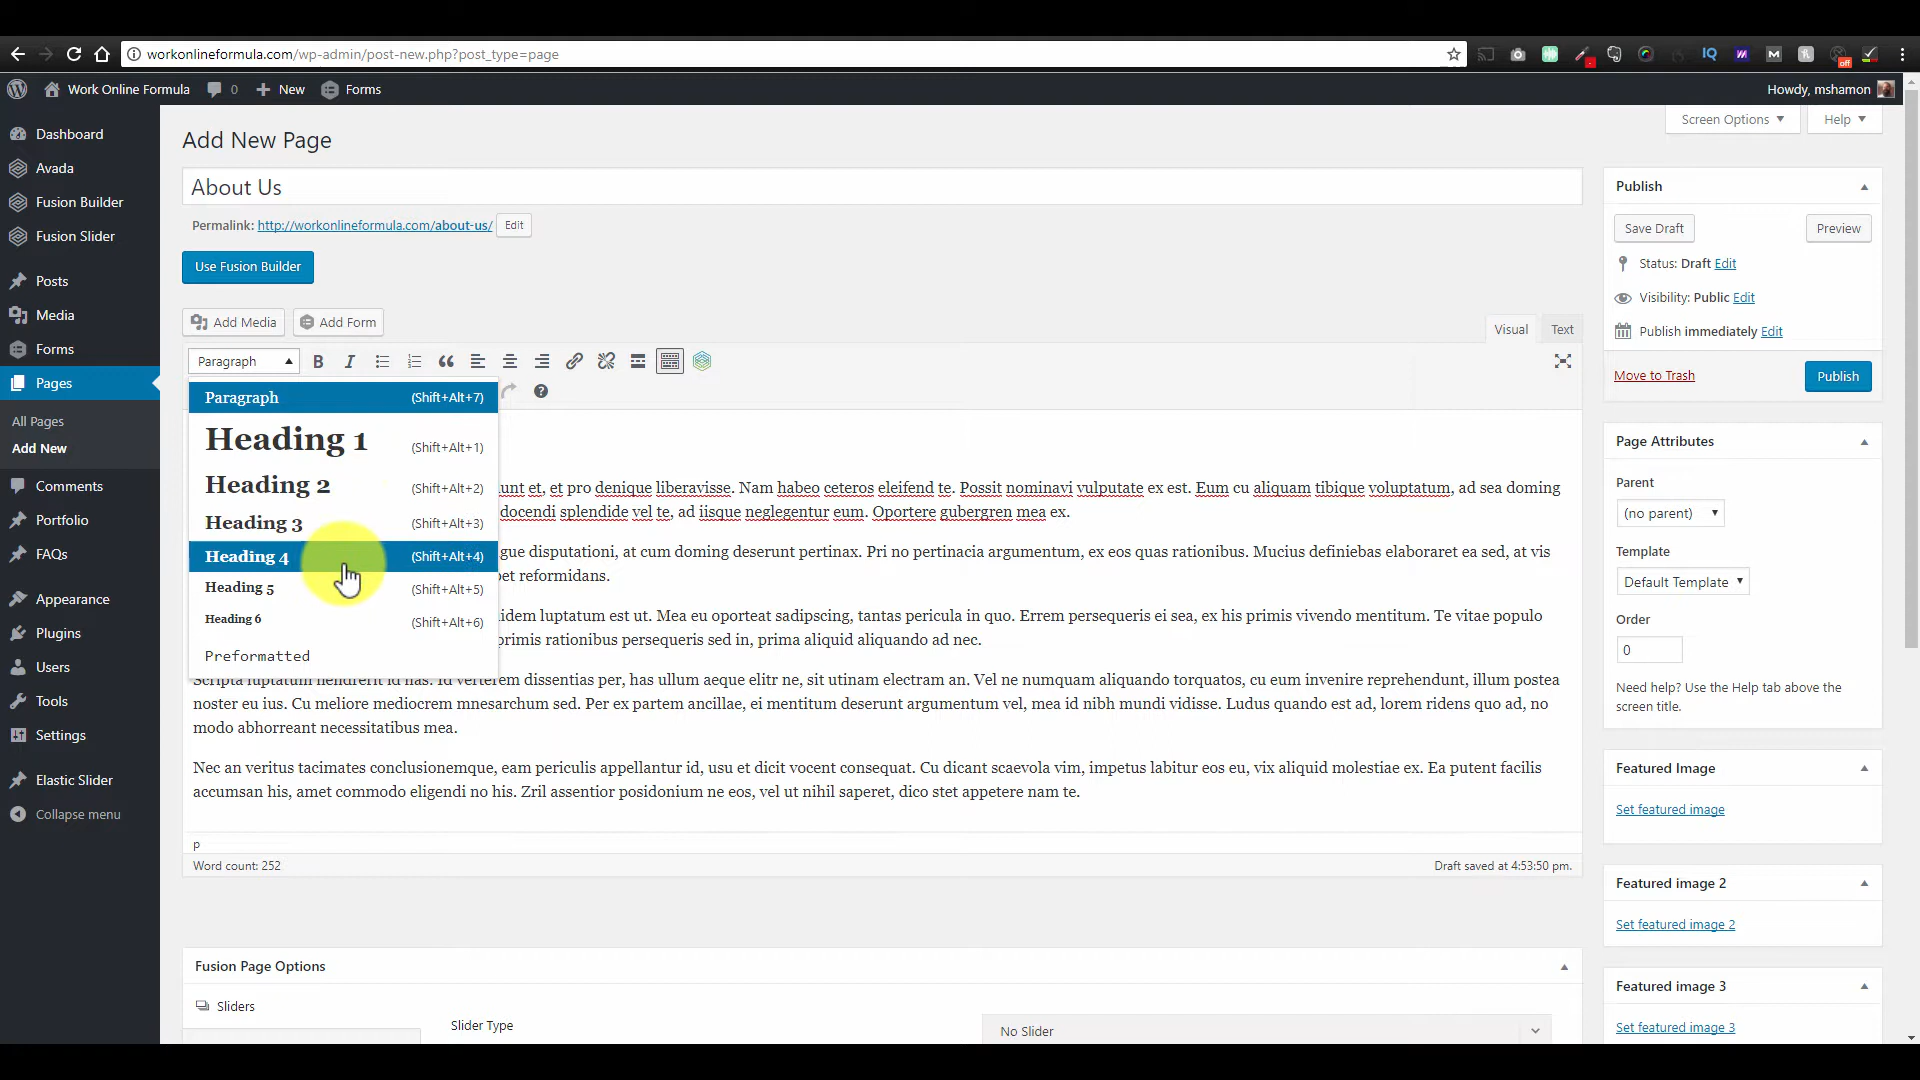 workonlineformula.com/wp-admin/post-new.php?post_type=page
off
Work Online Formula
0
New
Forms
Howdy, mshamon
Dashboard
Avada
Fusion Builder
Fusion Slider
Posts
Media
Forms
Pages
All Pages
Add New
Comments
Portfolio
FAQs
Appearance
Plugins
Users
Tools
Settings
Elastic Slider
Collapse menu
Screen Options
Help
Add New Page
About Us
Permalink: http://workonlineformula.com/about-us/ Edit
Use Fusion Builder
Add Media
Add Form
Visual
Text
Paragraph
B
I
Paragraph (Shift+Alt+7)
Heading 1 (Shift+Alt+1)
Heading 2 (Shift+Alt+2)
Heading 3 (Shift+Alt+3)
Heading 4 (Shift+Alt+4)
Heading 5 (Shift+Alt+5)
Heading 6 (Shift+Alt+6)
Preformatted
unt et, et pro denique liberavisse. Nam habeo ceteros eleifend te. Possit nominavi vulputate ex est. Eum cu aliquam tibique voluptatum, ad sea doming
docendi splendide vel te, ad iisque neglegentur eum. Oportere gubergren mea ex.
gue disputationi, at cum doming deserunt pertinax. Pri no pertinacia argumentum, ex eos quas rationibus. Mucius definiebas elaboraret ea sed, at vis
pet reformidans.
idem luptatum est ut. Mea eu oporteat sadipscing, tantas pericula in quo. Errem persequeris ei sea, ex his primis vivendo mentitum. Te vitae populo
primis rationibus persequeris sed in, prima aliquid aliquando ad nec.
Scripta luptatum hendrerit id has. Id verterem dissentias per, has ullum aeque elitr ne, sit utinam electram an. Vel ne numquam aliquando torquatos, cu eum invenire reprehendunt, illum postea
noster eu ius. Cu meliore mediocrem mnesarchum sed. Per ex partem ancillae, ei mentitum deserunt argumentum vel, mea id nibh mundi vidisse. Ludus quando est ad, lorem ridens quo ad, no
modo abhorreant necessitatibus mea.
Nec an veritus tacimates conclusionemque, eam periculis appellantur id, usu et dicit vocent consequat. Cu dicant scaevola vim, impetus labitur eos eu, vix aliquid molestiae ex. Ea putent facilis
accumsan his, amet commodo eligendi no his. Zril assentior posidonium ne eos, vel ut nihil saperet, dico stet appetere nam te.
p
Word count: 252
Draft saved at 4:53:50 pm.
Fusion Page Options
Sliders
Slider Type
No Slider
Publish
Save Draft
Preview
Status: Draft Edit
Visibility: Public Edit
Publish immediately Edit
Move to Trash
Publish
Page Attributes
Parent
(no parent)
Template
Default Template
Order
0
Need help? Use the Help tab above the
screen title.
Featured Image
Set featured image
Featured image 2
Set featured image 2
Featured image 3
Set featured image 3